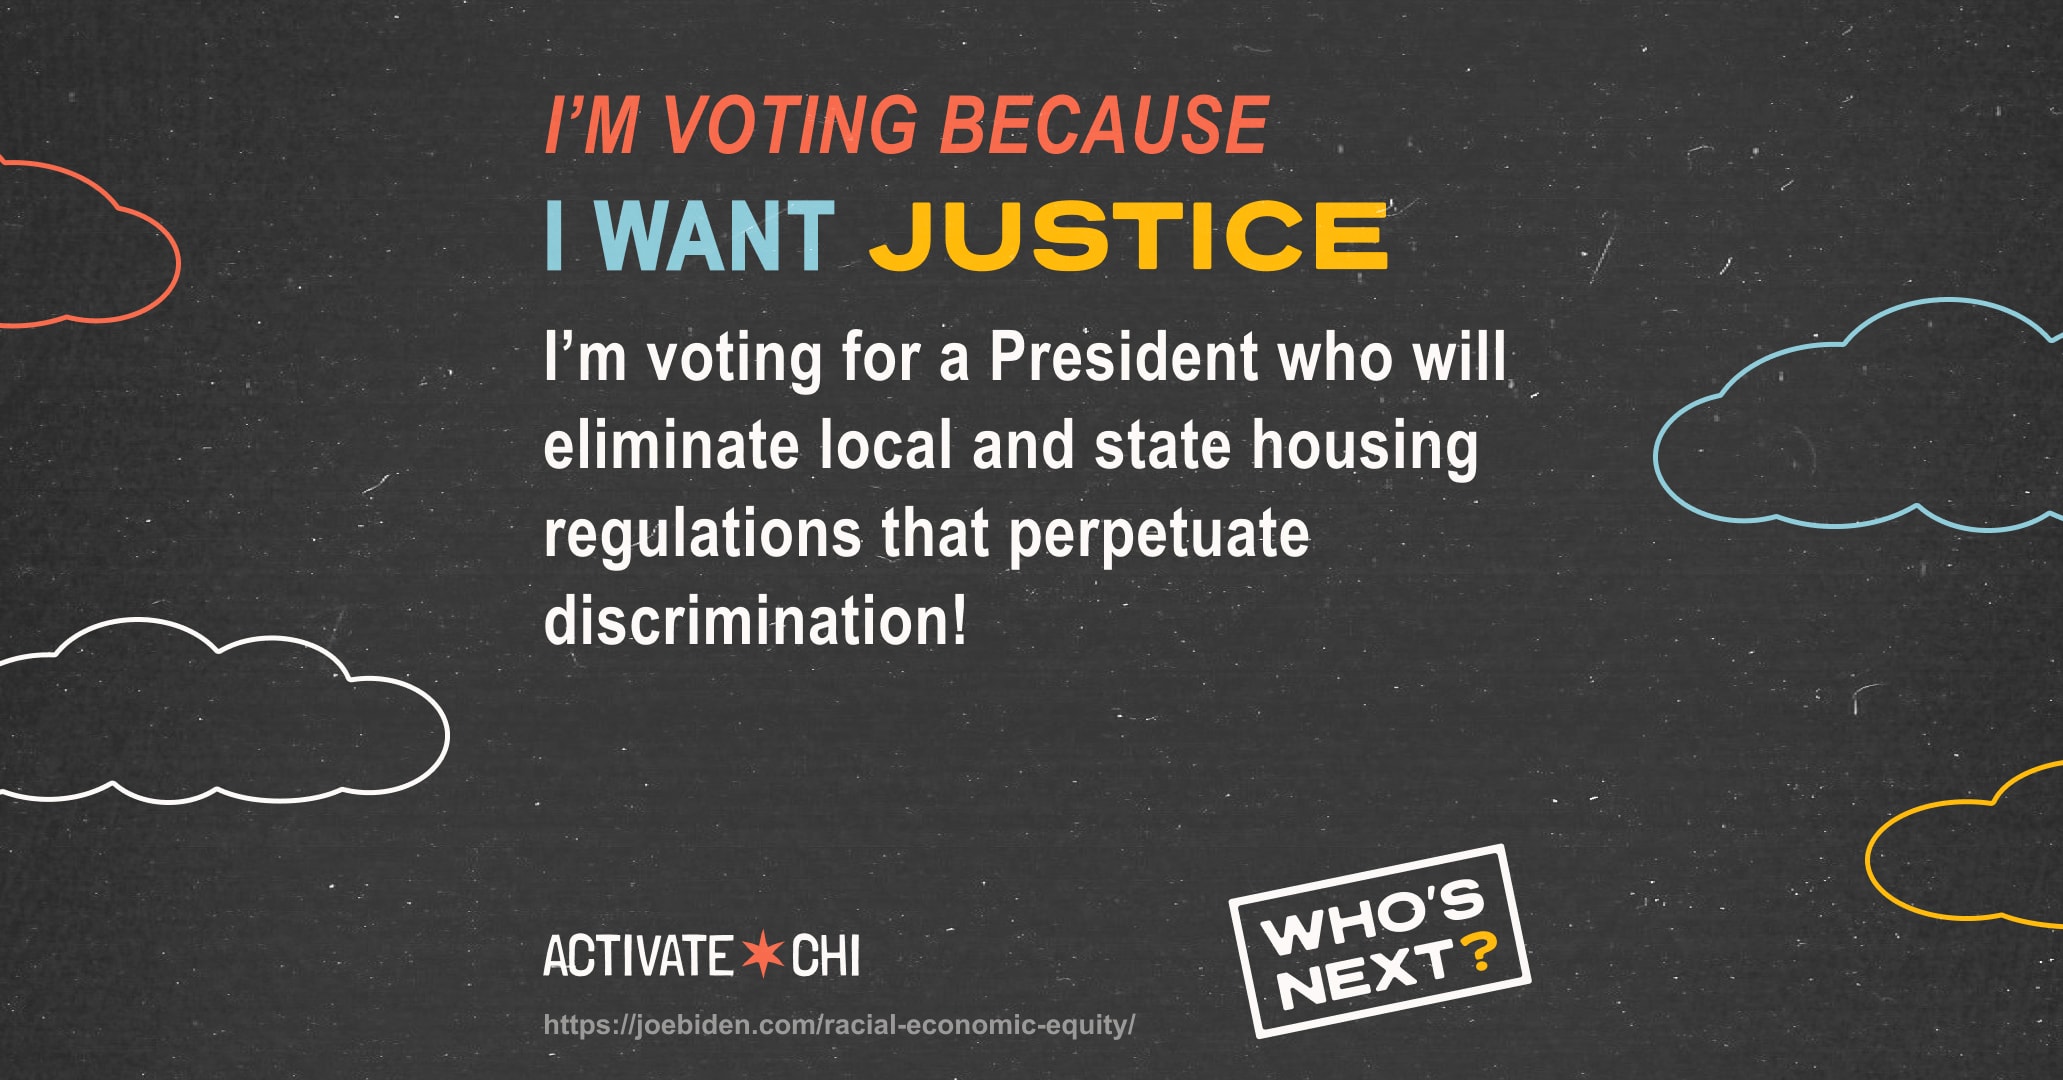 I’M VOTING BECAUSE
I WANT JUSTICE
I’m voting for a President who will
eliminate local and state housing
regulations that perpetuate
discrimination!
ACTIVATE CHI
https://joebiden.com/racial-economic-equity/
WHO’S
NEXT?